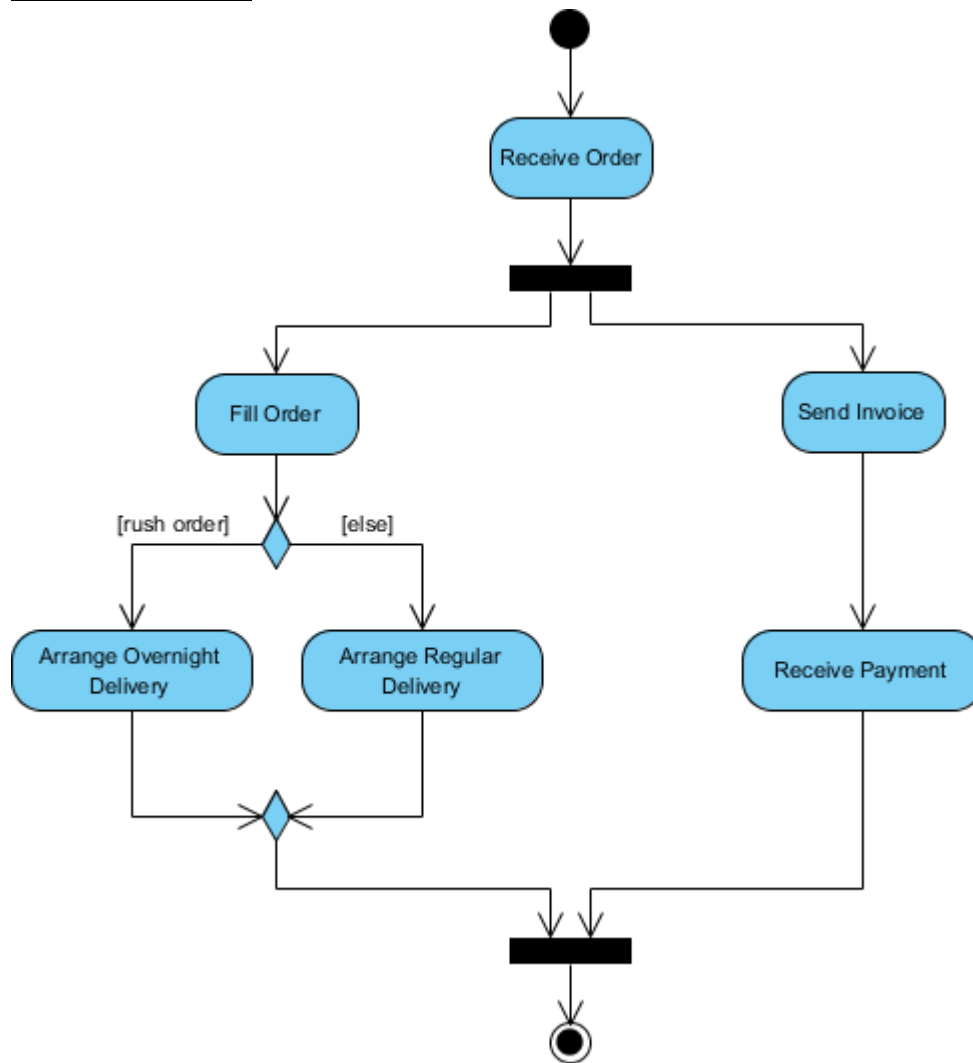 Receive Order
Fill Order
Send Invoice
[rush order]
[else]
Arrange Overnight
Delivery
Arrange Regular
Delivery
Receive Payment